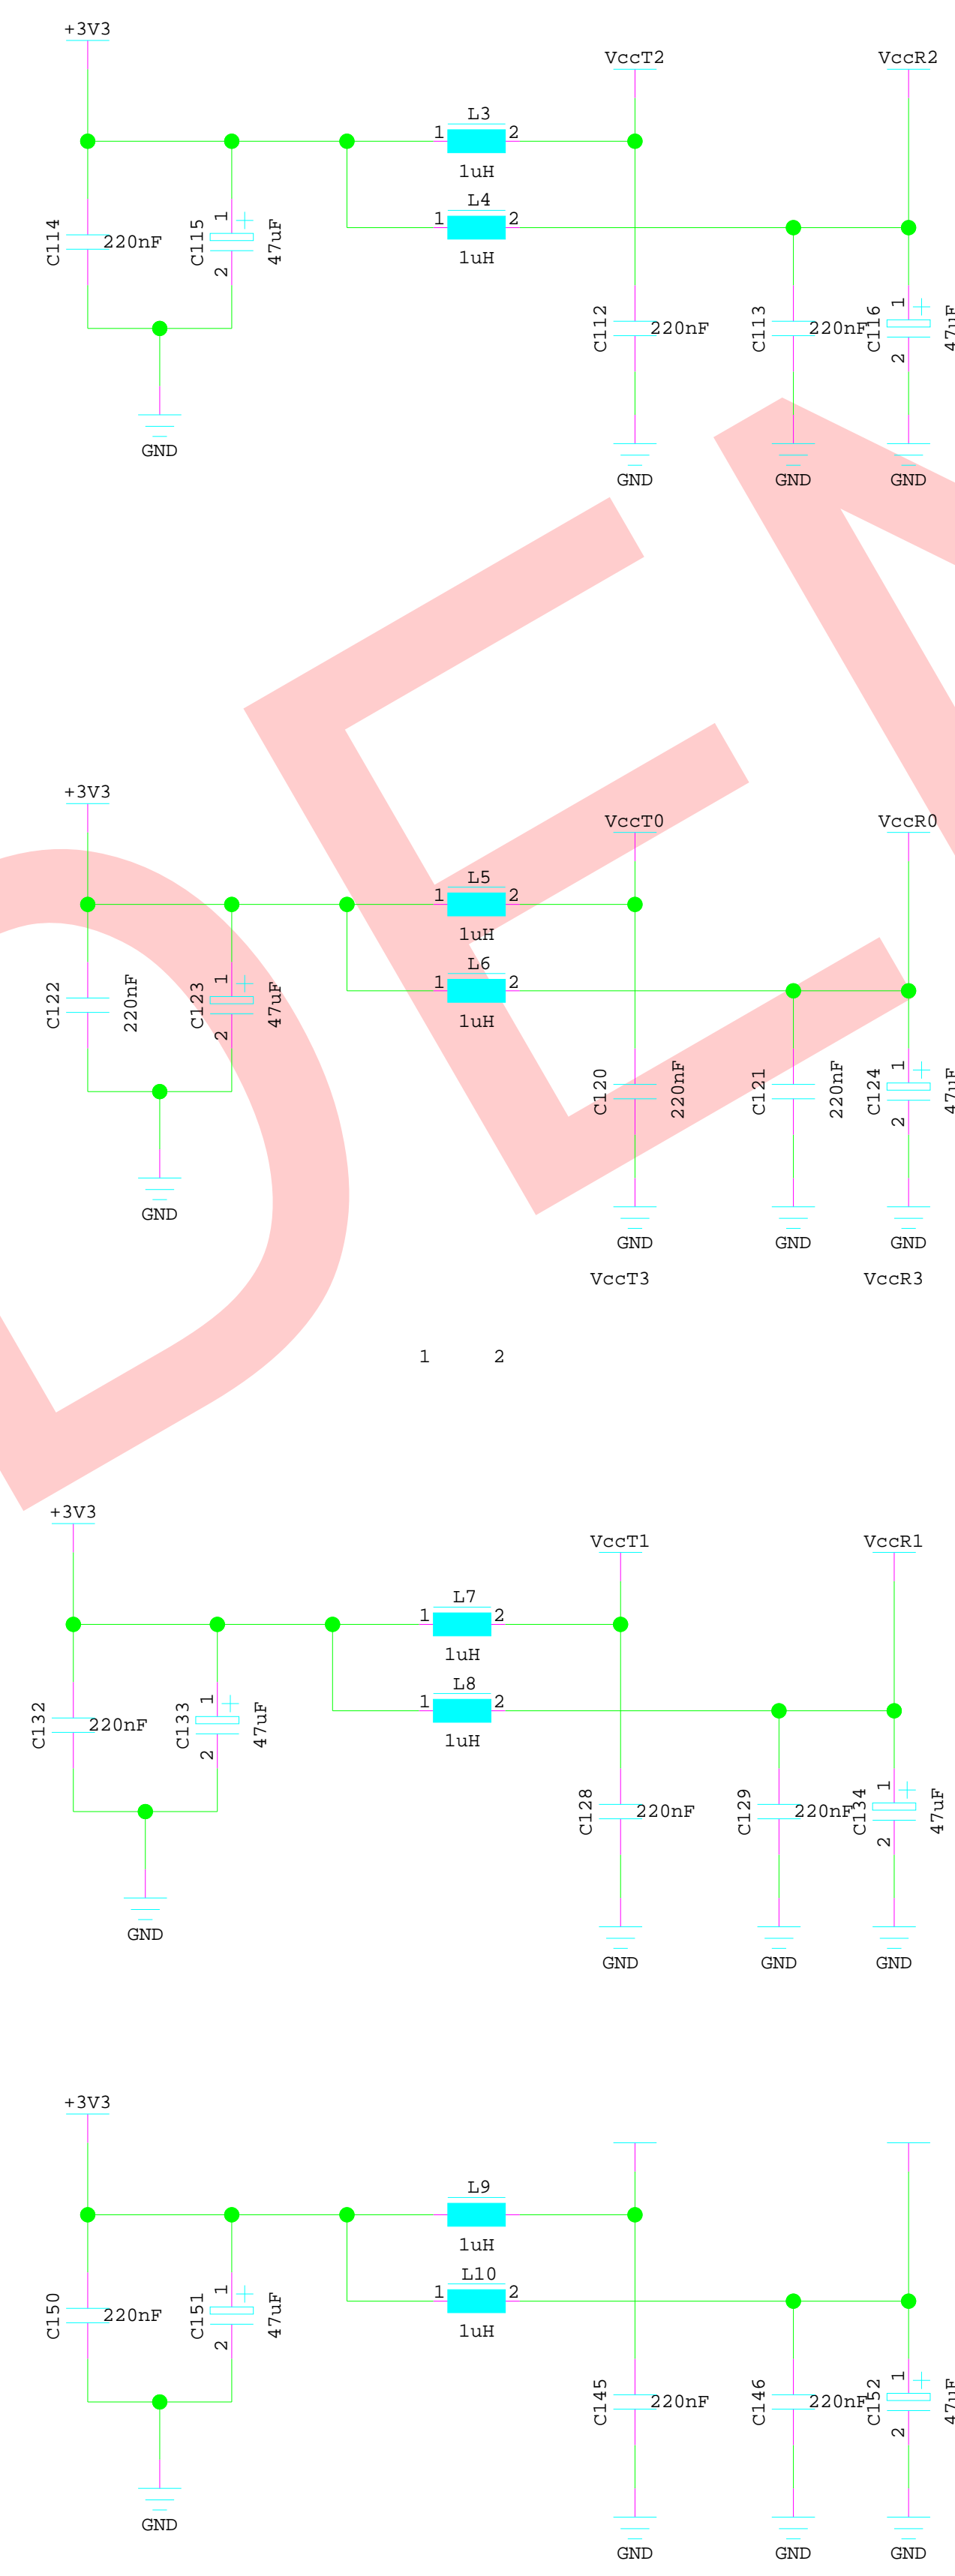 +3V3
VccT2 VccR2
L3
1 2
1uH
L4
1 2
1uH
C114 220nF C115 1 2 47uF
C112 220nF C113 220nF C116 1 2 47uF
GND
GND GND GND
+3V3
VccT0 VccR0
L5
1 2
1uH
L6
1 2
1uH
C122 220nF C123 1 2 47uF
C120 220nF C121 220nF C124 1 2 47uF
GND
GND GND GND
VccT3 VccR3
1 2
+3V3
VccT1 VccR1
L7
1 2
1uH
L8
1 2
1uH
C132 220nF C133 1 2 47uF
C128 220nF C129 220nF C134 1 2 47uF
GND
GND GND GND
+3V3
L9
1uH
L10
1 2
1uH
C150 220nF C151 1 2 47uF
C145 220nF C146 220nF C152 1 2 47uF
GND
GND GND GND